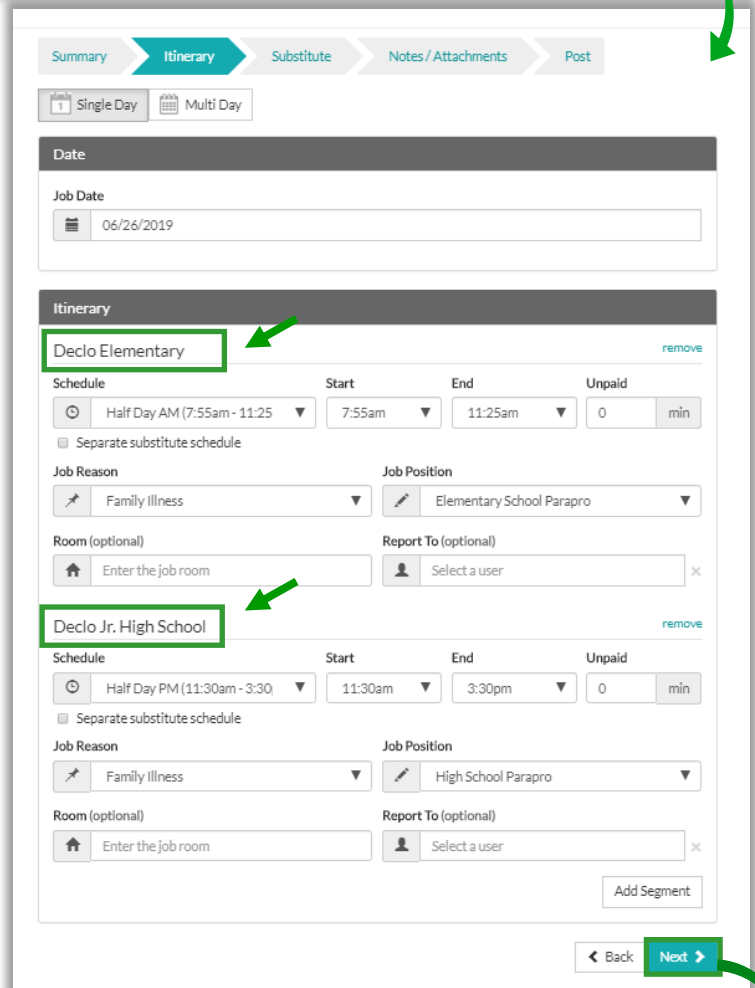 Summary Itinerary Substitute Notes / Attachments Post
1 Single Day Multi Day
Date
Job Date
06/26/2019
Itinerary
Declo Elementary remove
Schedule Start End Unpaid
Half Day AM (7:55am - 11:25 7:55am 11:25am 0 min
Separate substitute schedule
Job Reason Job Position
Family Illness Elementary School Parapro
Room (optional) Report To (optional)
Enter the job room Select a user ×
Declo Jr. High School remove
Schedule Start End Unpaid
Half Day PM (11:30am - 3:30 11:30am 3:30pm 0 min
Separate substitute schedule
Job Reason Job Position
Family Illness High School Parapro
Room (optional) Report To (optional)
Enter the job room Select a user ×
Add Segment
Back Next